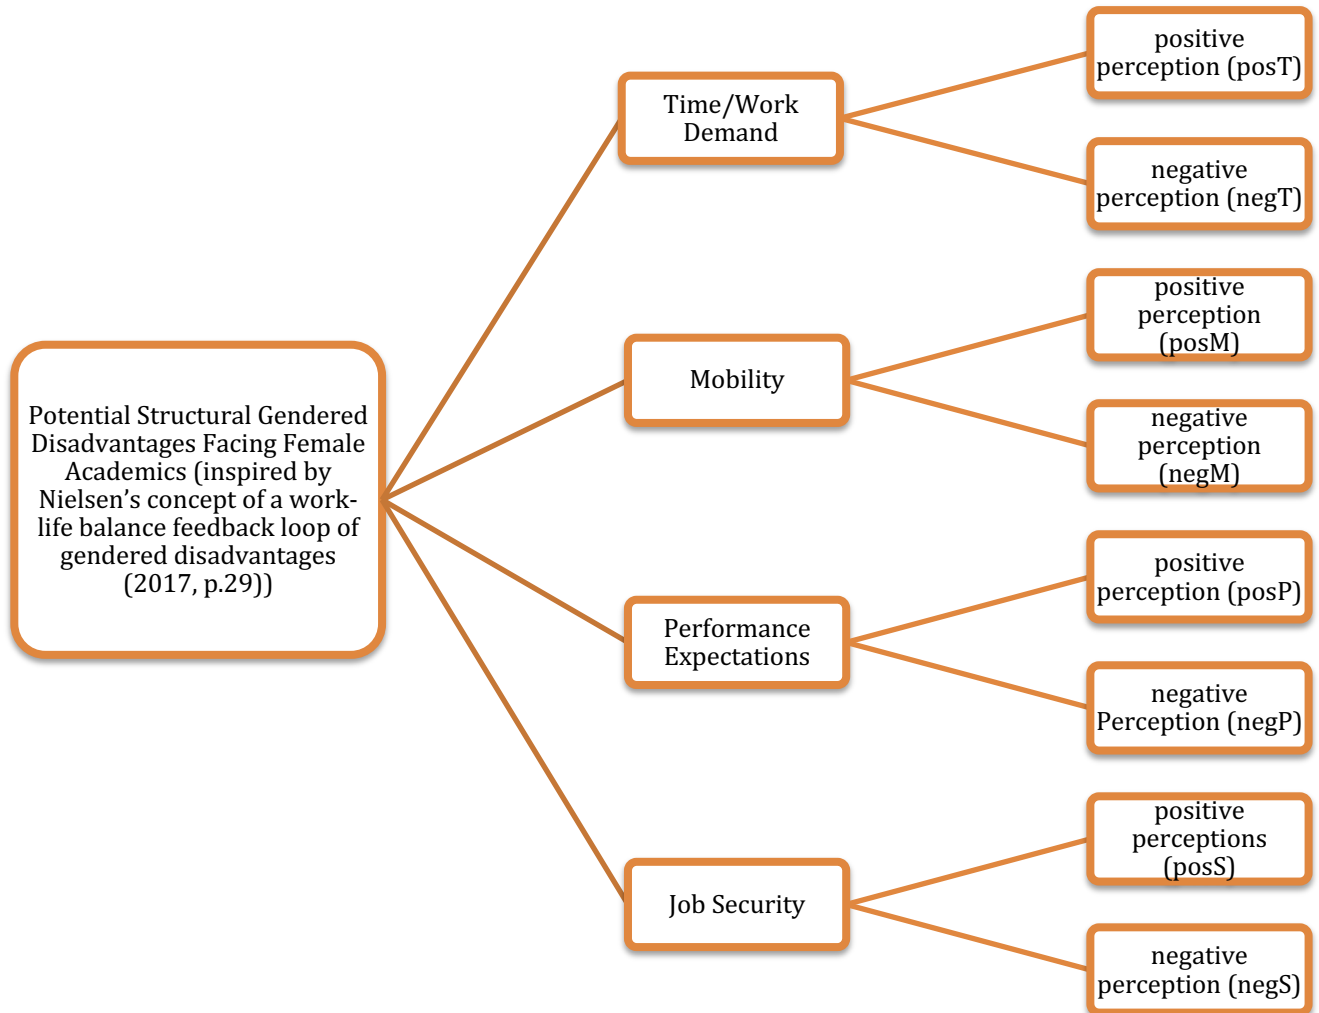 Potential Structural Gendered
Disadvantages Facing Female
Academics (inspired by
Nielsen’s concept of a work-
life balance feedback loop of
gendered disadvantages
(2017, p.29))
Time/Work
Demand
positive
perception (posT)
negative
perception (negT)
Mobility
positive
perception
(posM)
negative
perception
(negM)
Performance
Expectations
positive
perception (posP)
negative
Perception (negP)
Job Security
positive
perceptions
(posS)
negative
perception (negS)